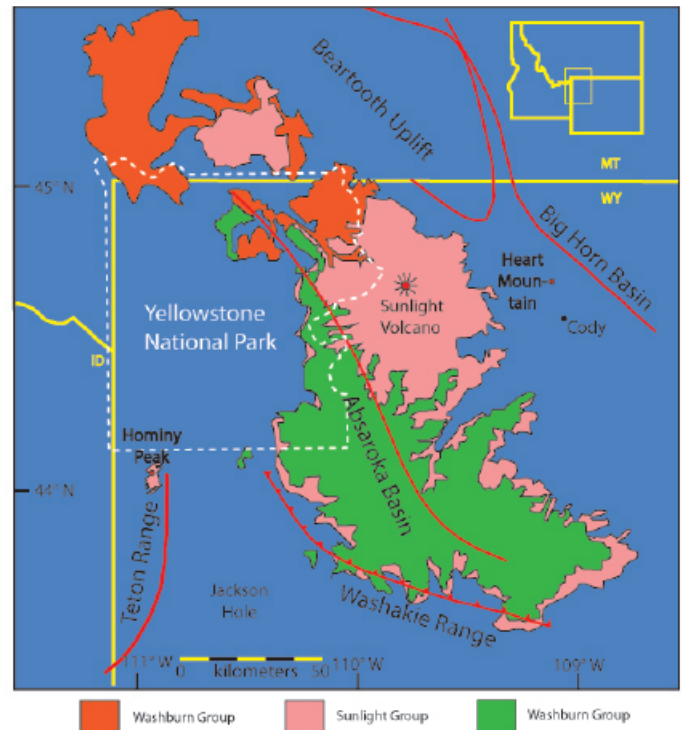 Beartooth Uplift
MT
45° N
WY
Big Horn Basin
Heart
Moun-
tain
Sunlight
Volcano
Cody
Yellowstone
National Park
ID
Absaroka Basin
Hominy
Peak
44° N
Teton Range
Jackson
Hole
Washakie Range
111° W
110° W
109° W
0
50
kilometers
Washburn Group
Sunlight Group
Washburn Group